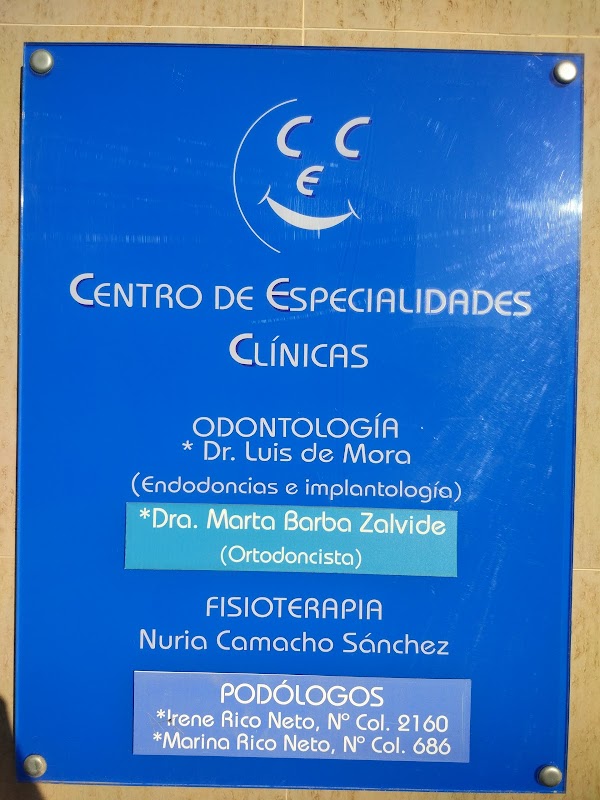 C C
E
CENTRO DE ESPECIALIDADES
CLÍNICAS
ODONTOLOGÍA
* Dr. Luis de Mora
(Endodoncias e implantología)
*Dra. Marta Barba Zalvide
(Ortodoncista)
FISIOTERAPIA
Nuria Camacho Sánchez
PODÓLOGOS
*Irene Rico Neto, Nº Col. 2160
*Marina Rico Neto, Nº Col. 686